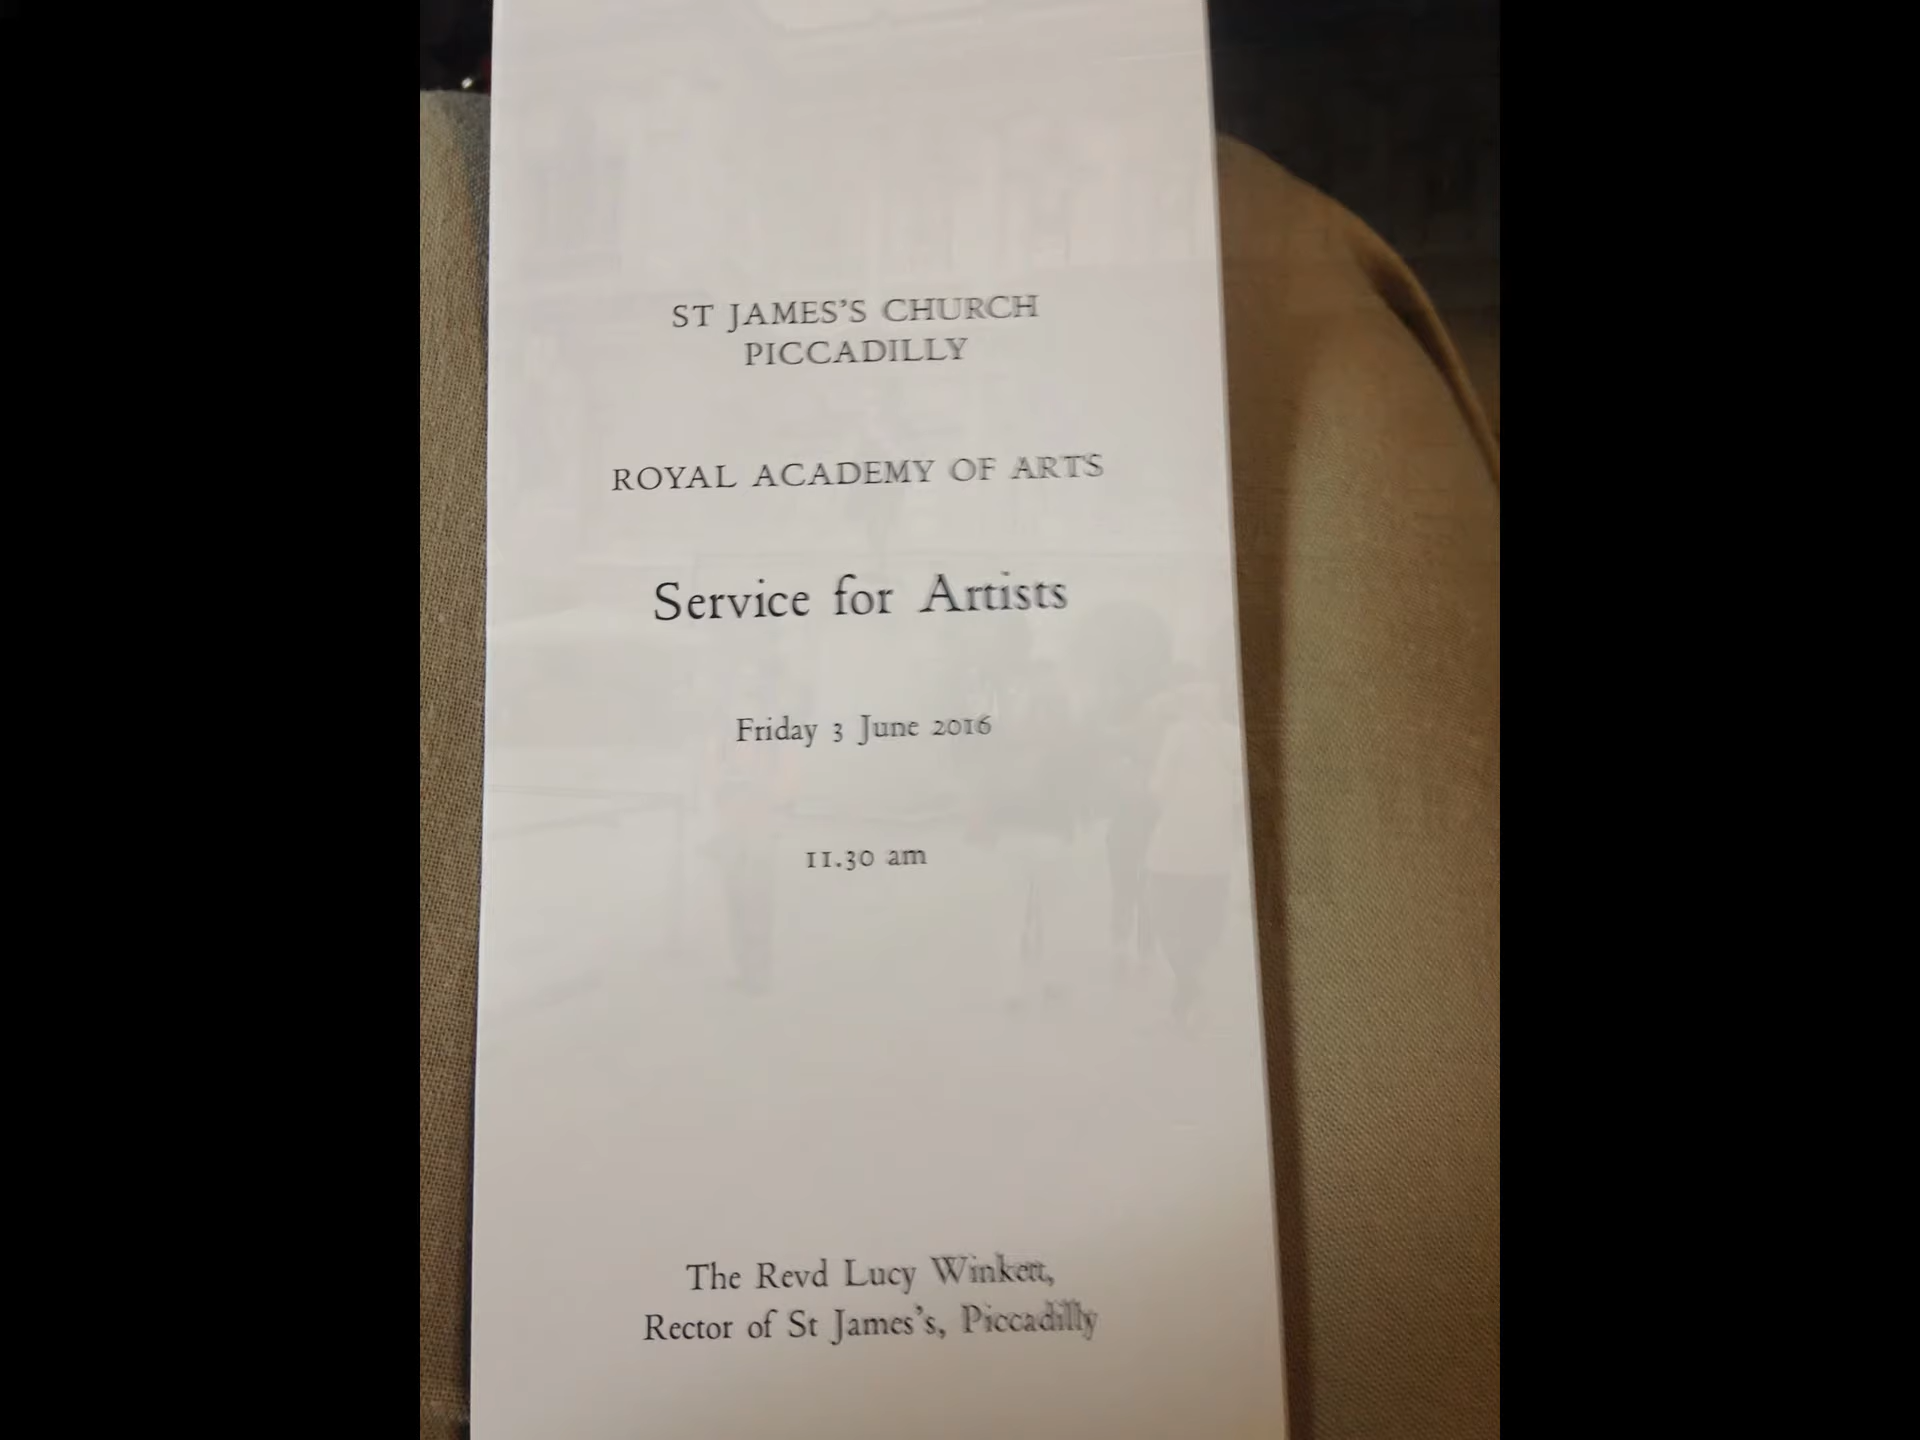 ST JAMES'S CHURCH
PICCADILLY
ROYAL ACADEMY OF ARTS
Service for Artists
Friday 3 June 2016
11.30 am
The Revd Lucy Winkett,
Rector of St James's, Piccadilly